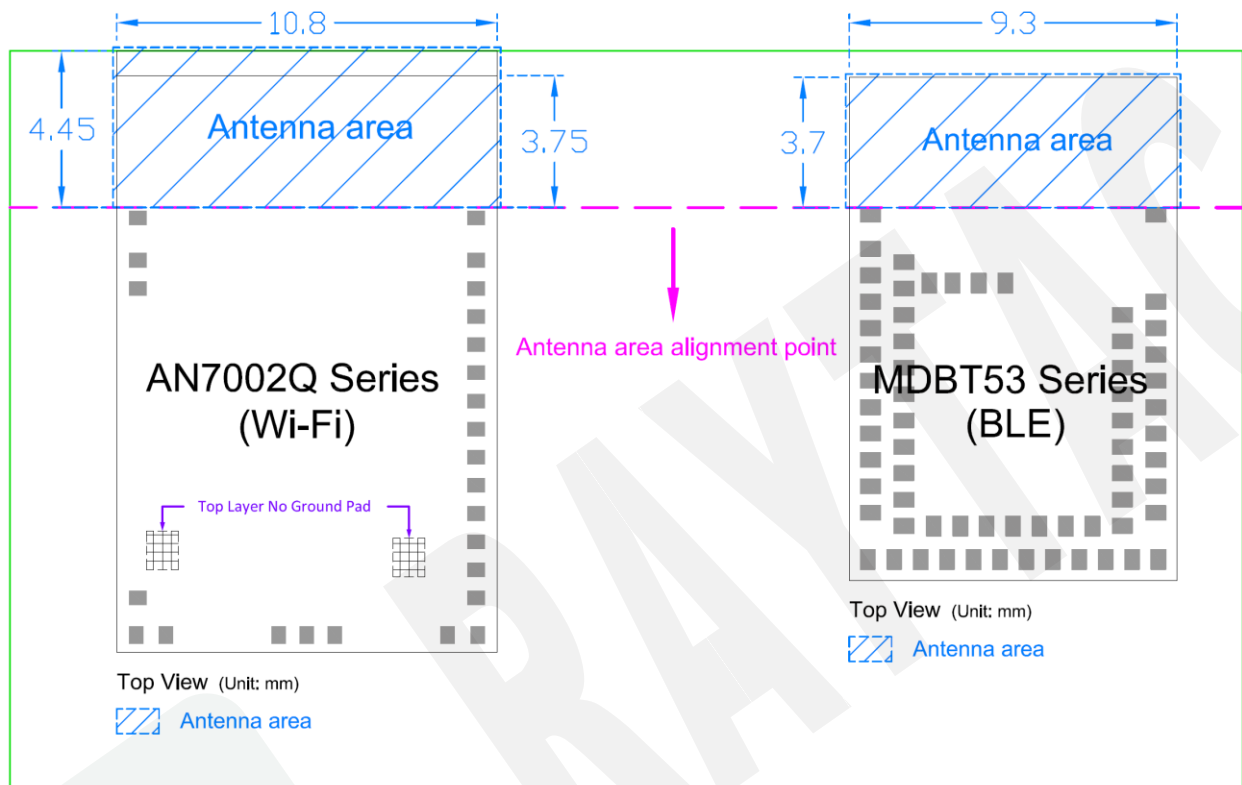 10.8
9.3
4.45
Antenna area
3.75
3.7
Antenna area
Antenna area alignment point
AN7002Q Series
(Wi-Fi)
MDBT53 Series
(BLE)
Top Layer No Ground Pad
Top View (Unit: mm)
Antenna area
Top View (Unit: mm)
Antenna area
RAYTAC